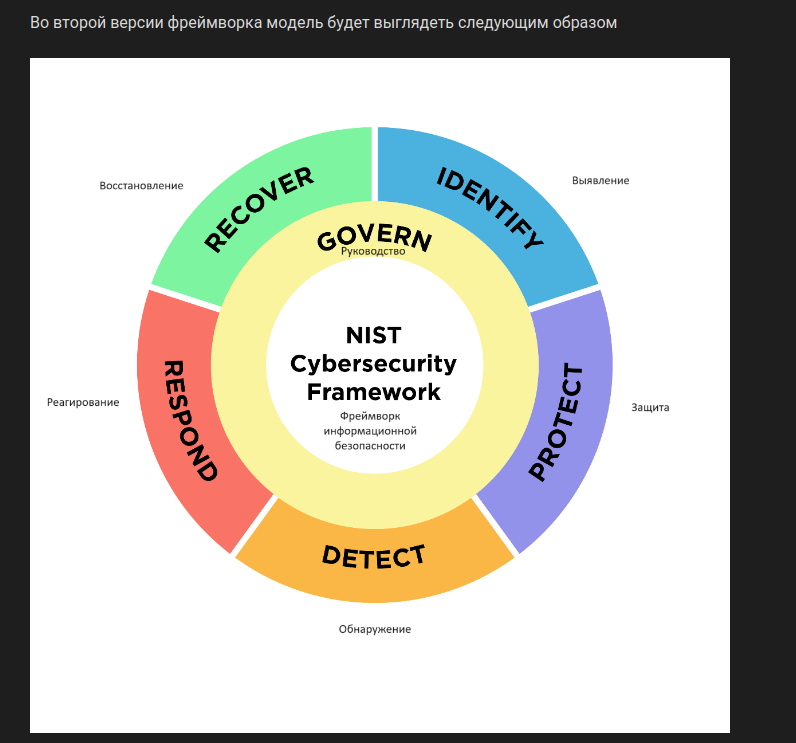 Во второй версии фреймворка модель будет выглядеть следующим образом
RECOVER
IDENTIFY
Восстановление
Выявление
GOVERN
Руководство
NIST
Cybersecurity
Framework
Фреймворк
информационной
безопасности
RESPOND
PROTECT
Реагирование
Защита
DETECT
Обнаружение